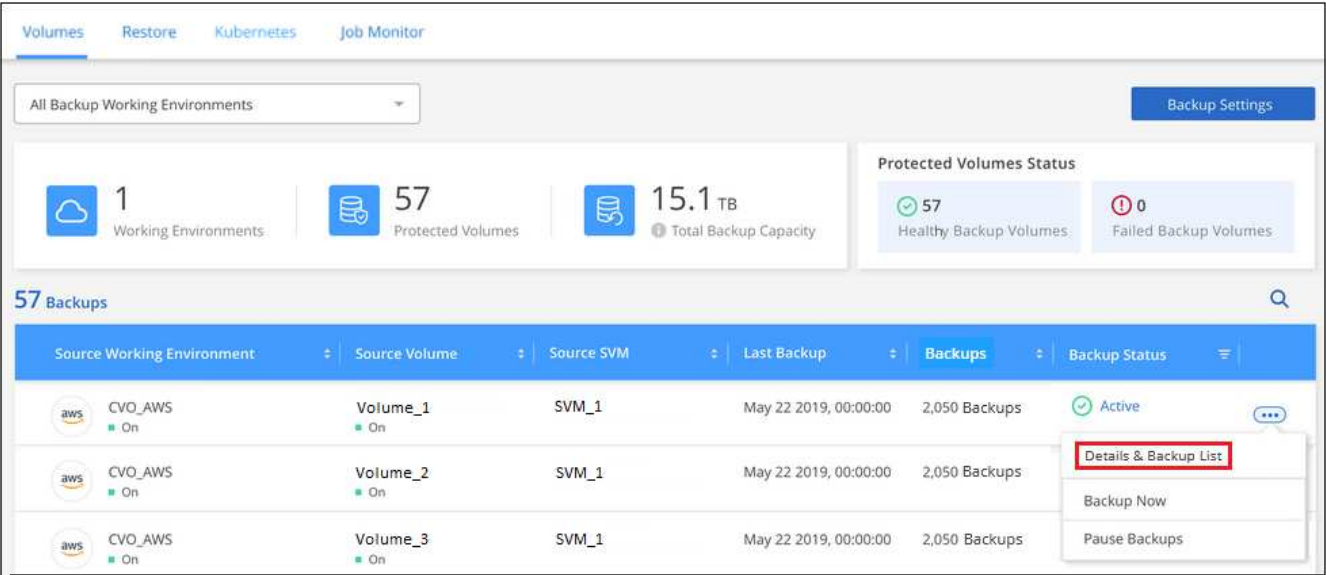 Volumes Restore Kubernetes Job Monitor
All Backup Working Environments
Backup Settings
1
Working Environments
57
Protected Volumes
15.1 TB
Total Backup Capacity
Protected Volumes Status
57
Healthy Backup Volumes
0
Failed Backup Volumes
57 Backups
Source Working Environment Source Volume Source SVM Last Backup Backups Backup Status
aws CVO_AWS Volume_1 SVM_1 May 22 2019, 00:00:00 2,050 Backups Active
On On
Details & Backup List
aws CVO_AWS Volume_2 SVM_1 May 22 2019, 00:00:00 2,050 Backups
On On
Backup Now
aws CVO_AWS Volume_3 SVM_1 May 22 2019, 00:00:00 2,050 Backups
On On
Pause Backups